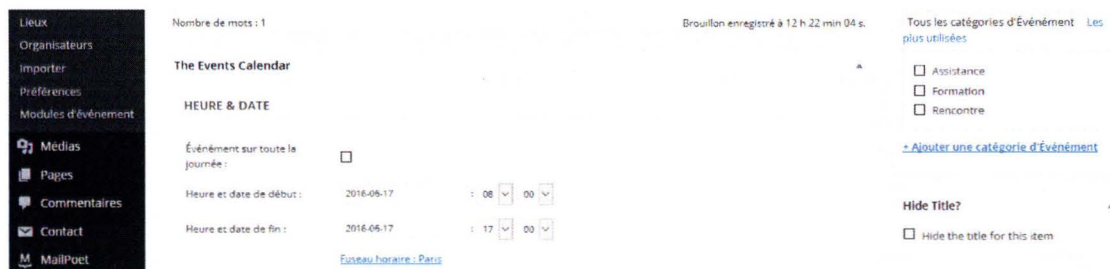 Lieux
Organisateurs
Importer
Préférences
Modules d'événement
Médias
Pages
Commentaires
Contact
MailPoet
Nombre de mots : 1
Brouillon enregistré à 12 h 22 min 04 s.
The Events Calendar
HEURE & DATE
Événément sur toute la
journée :
Heure et date de début :
2016-06-17
: 08
00
Heure et date de fin :
2016-06-17
: 17
00
Fuseau horaire : Paris
Tous les catégories d'Événément Les
plus utilisées
Assistance
Formation
Rencontre
+ Ajouter une catégorie d'Événément
Hide Title?
Hide the title for this item